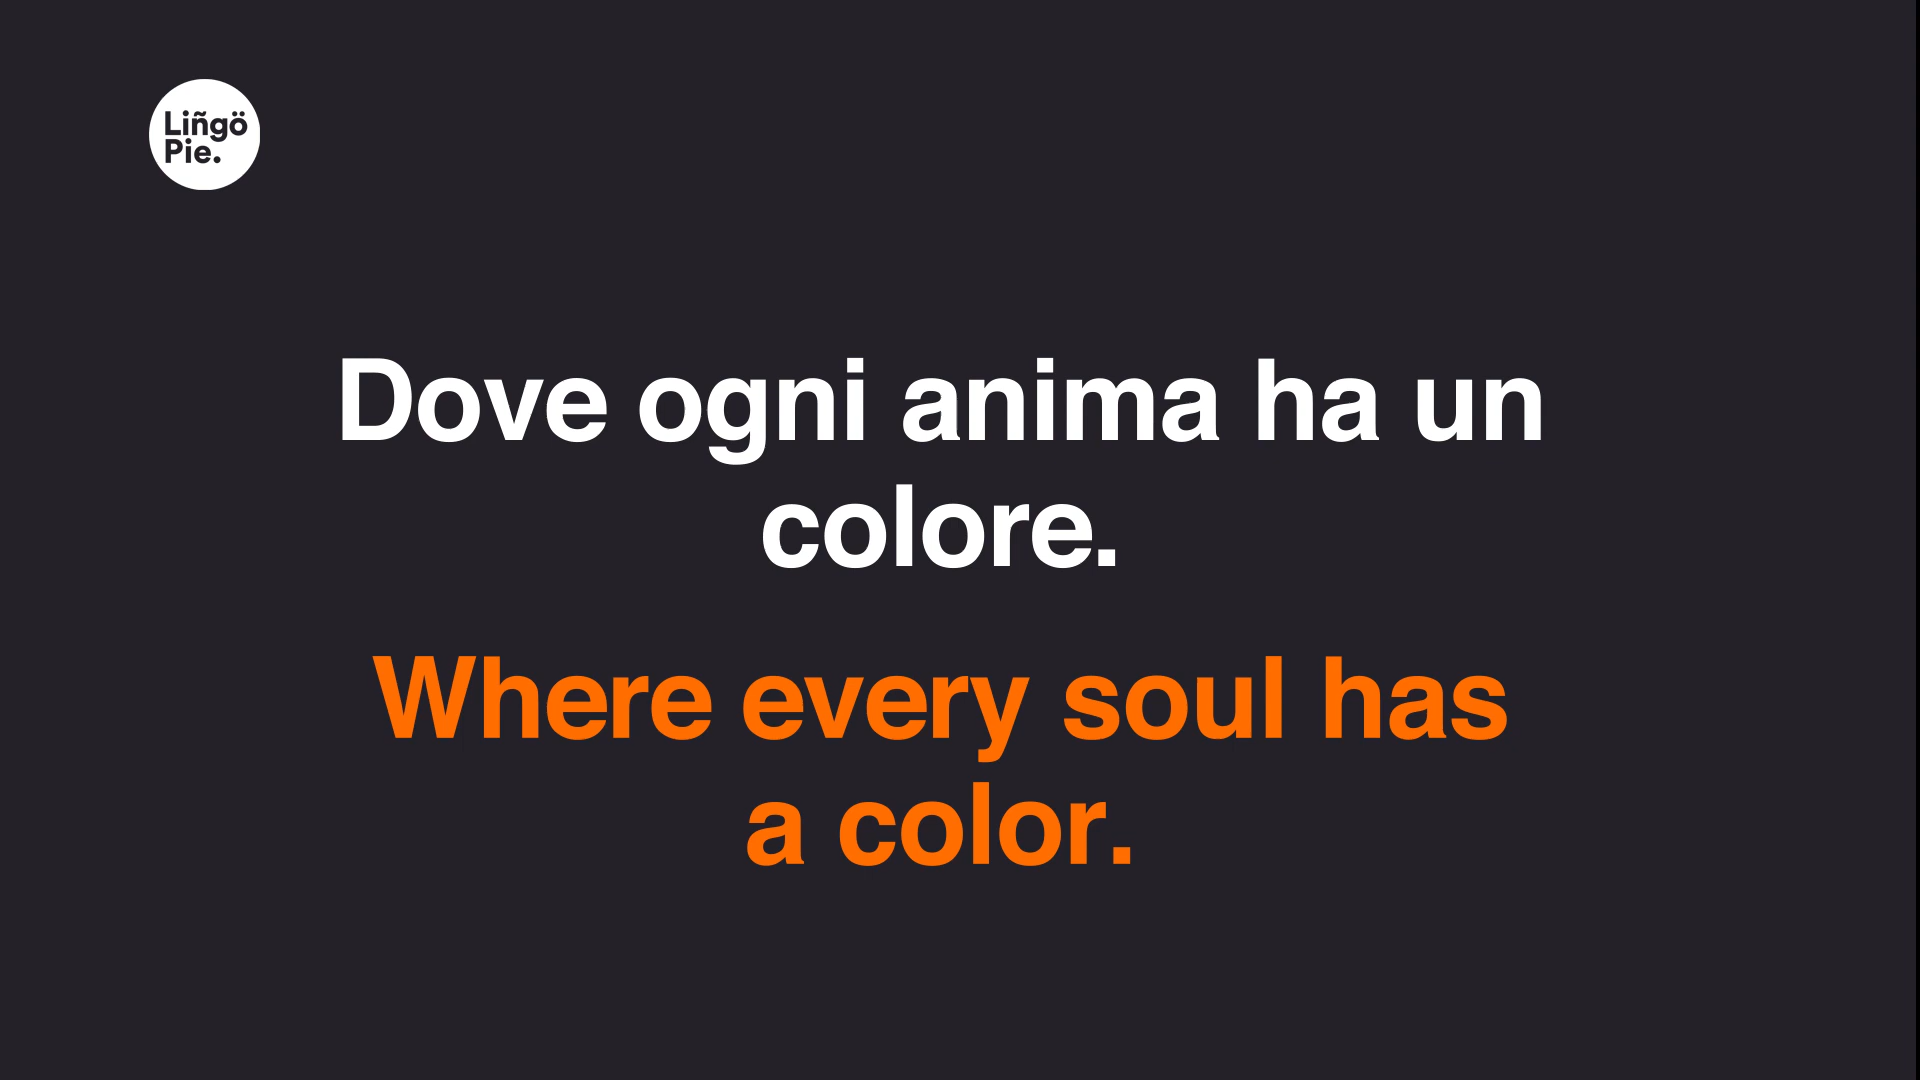 Liñgö
Pie.
Dove ogni anima ha un
colore.
Where every soul has
a color.